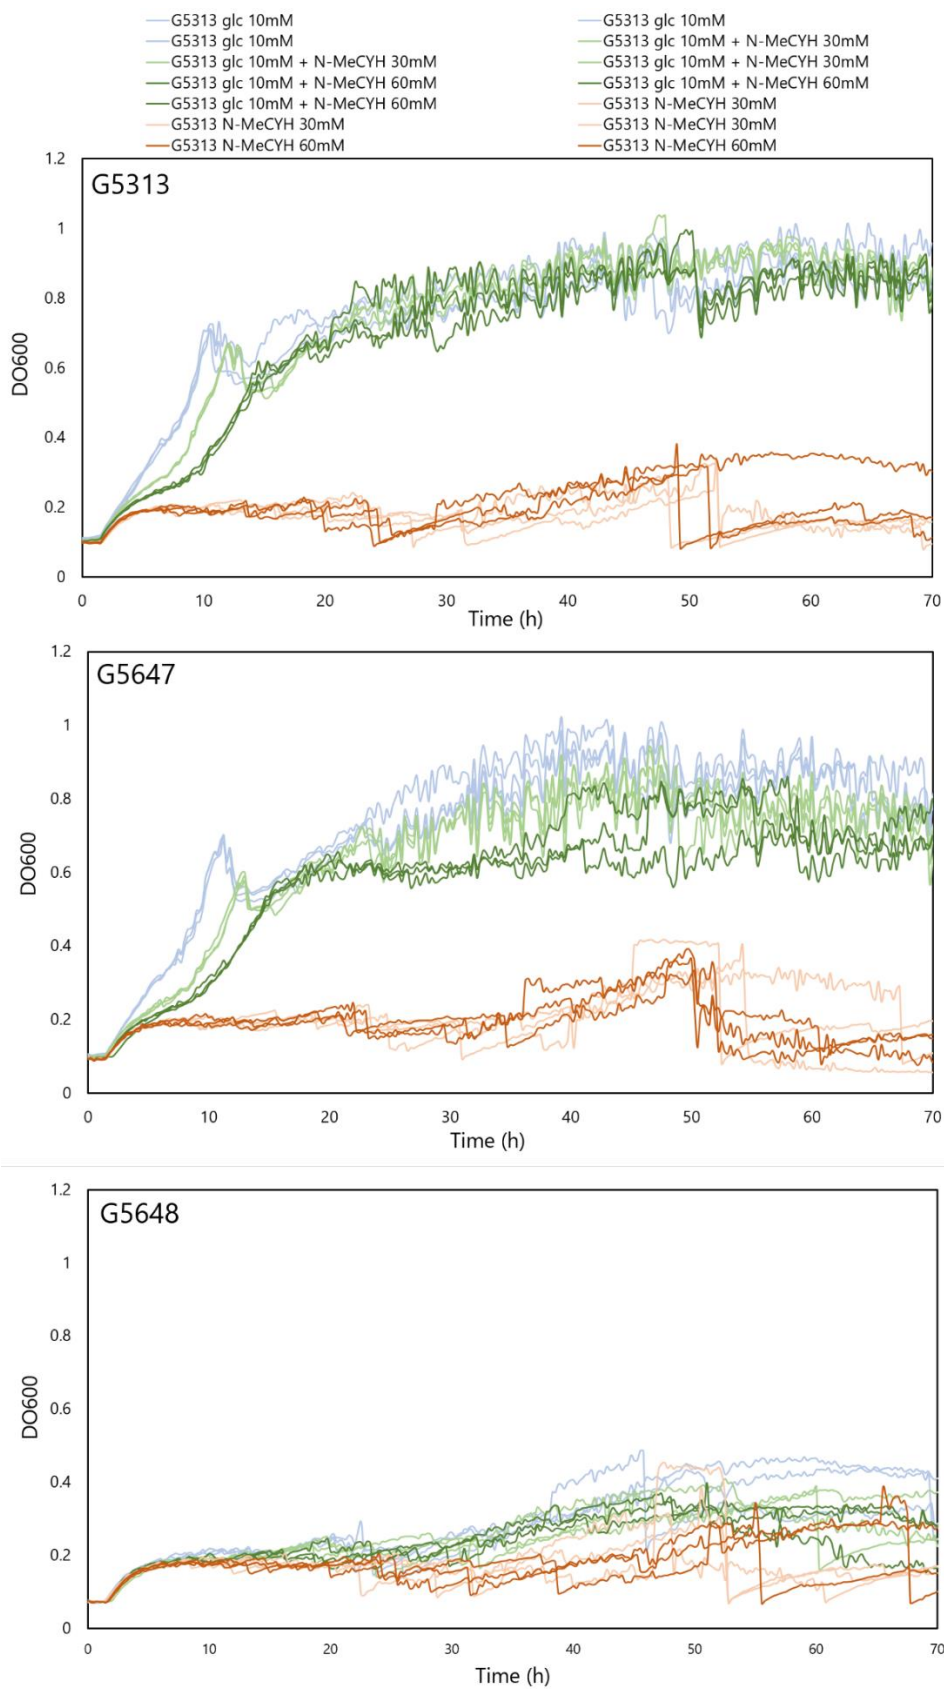 G5313 glc 10mM G5313 glc 10mM
G5313 glc 10mM G5313 glc 10mM + N-MeCYH 30mM
G5313 glc 10mM + N-MeCYH 30mM G5313 glc 10mM + N-MeCYH 30mM
G5313 glc 10mM + N-MeCYH 60mM G5313 glc 10mM + N-MeCYH 60mM
G5313 glc 10mM + N-MeCYH 60mM G5313 N-MeCYH 30mM
G5313 N-MeCYH 30mM G5313 N-MeCYH 30mM
G5313 N-MeCYH 60mM G5313 N-MeCYH 60mM
1.2
G5313
1
0.8
DO600
0.6
0.4
0.2
0
0 10 20 30 40 50 60 70
Time (h)
1.2
G5647
1
0.8
DO600
0.6
0.4
0.2
0
0 10 20 30 40 50 60 70
Time (h)
1.2
G5648
1
0.8
DO600
0.6
0.4
0.2
0
0 10 20 30 40 50 60 70
Time (h)